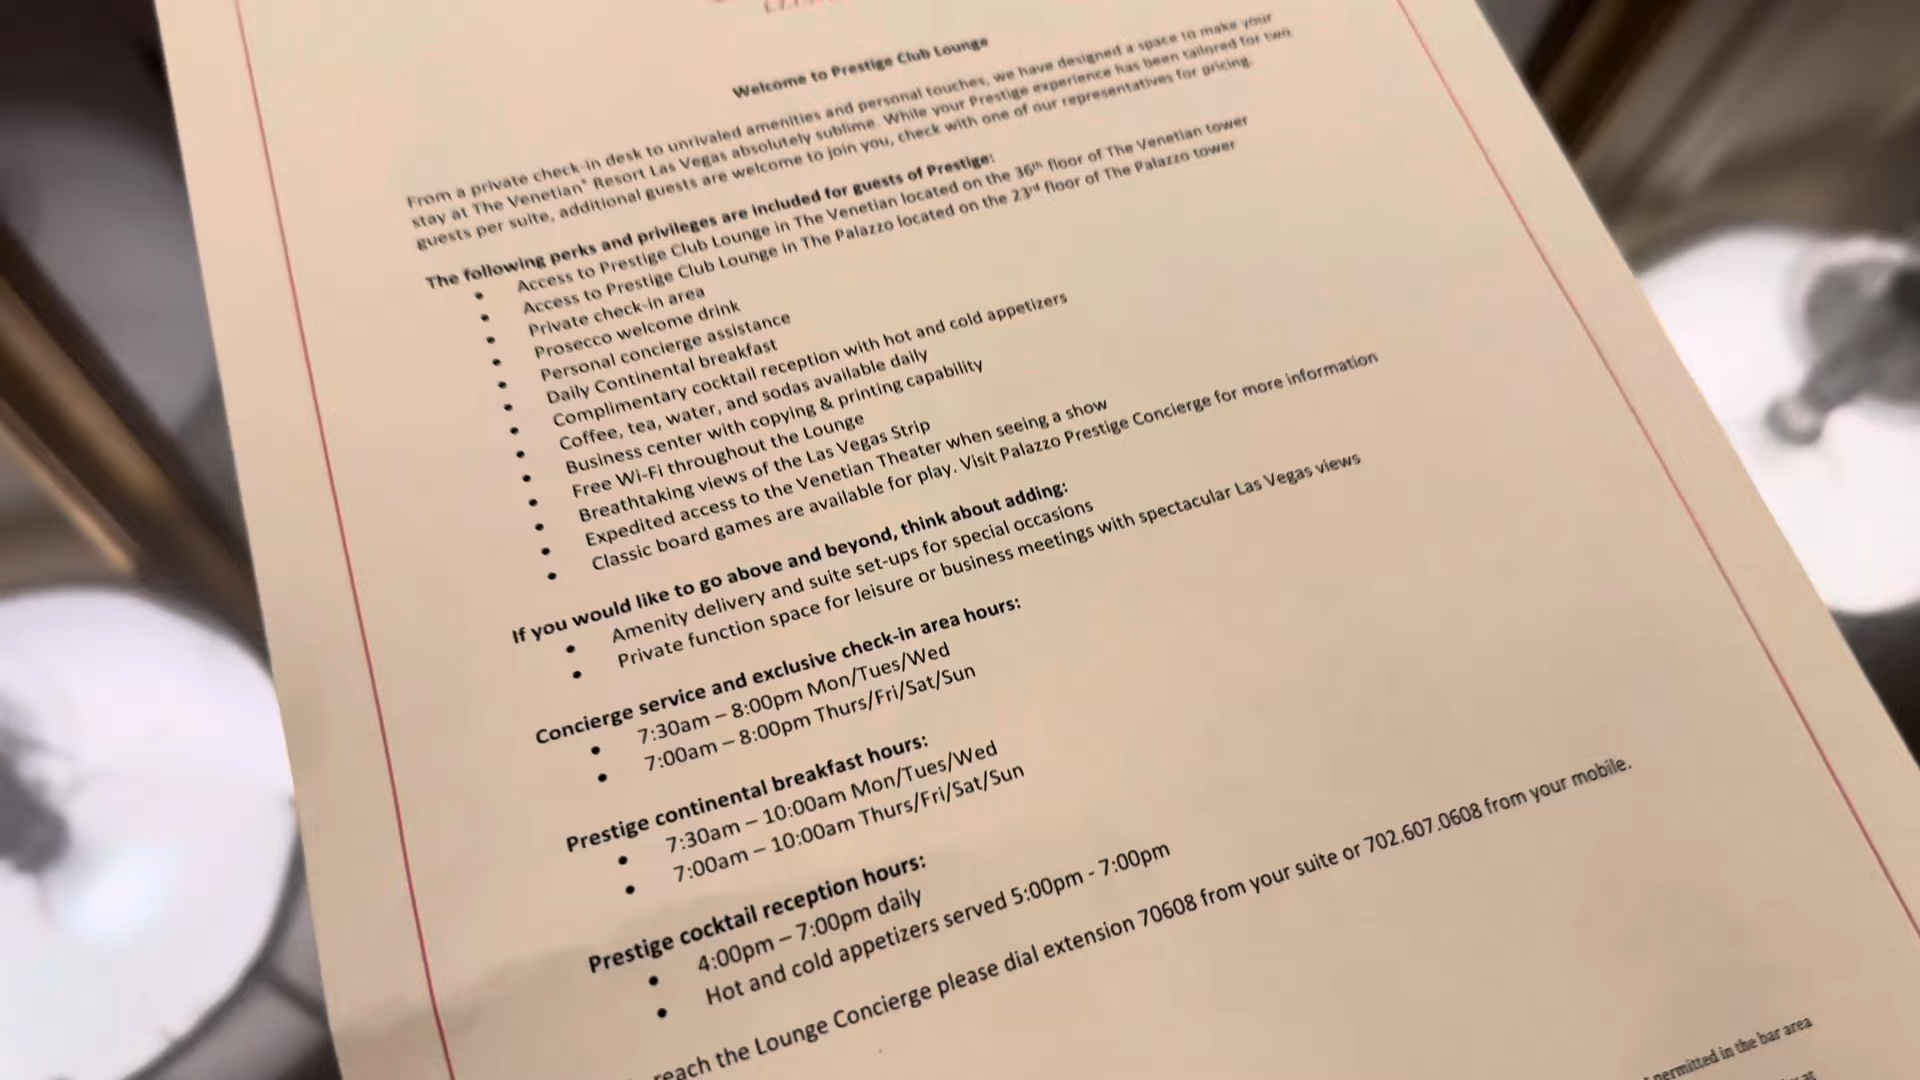 Welcome to Prestige Club Lounge
From a private check-in desk to unrivaled amenities and personal touches, we have designed a space to make your
stay at The Venetian® Resort Las Vegas absolutely sublime. While your Prestige experience has been tailored for two
guests per suite, additional guests are welcome to join you, check with one of our representatives for pricing.
The following perks and privileges are included for guests of Prestige:
• Access to Prestige Club Lounge in The Venetian located on the 36th floor of The Venetian tower
• Access to Prestige Club Lounge in The Palazzo located on the 23rd floor of The Palazzo tower
• Private check-in area
• Prosecco welcome drink
• Personal concierge assistance
• Daily Continental breakfast
• Complimentary cocktail reception with hot and cold appetizers
• Coffee, tea, water, and sodas available daily
• Business center with copying & printing capability
• Free Wi-Fi throughout the Lounge
• Breathtaking views of the Las Vegas Strip
• Expedited access to the Venetian Theater when seeing a show
• Classic board games are available for play. Visit Palazzo Prestige Concierge for more information
If you would like to go above and beyond, think about adding:
• Amenity delivery and suite set-ups for special occasions
• Private function space for leisure or business meetings with spectacular Las Vegas views
Concierge service and exclusive check-in area hours:
• 7:30am – 8:00pm Mon/Tues/Wed
• 7:00am – 8:00pm Thurs/Fri/Sat/Sun
Prestige continental breakfast hours:
• 7:30am – 10:00am Mon/Tues/Wed
• 7:00am – 10:00am Thurs/Fri/Sat/Sun
Prestige cocktail reception hours:
• 4:00pm – 7:00pm daily
• Hot and cold appetizers served 5:00pm - 7:00pm
reach the Lounge Concierge please dial extension 70608 from your suite or 702.607.0608 from your mobile.
permitted in the bar area